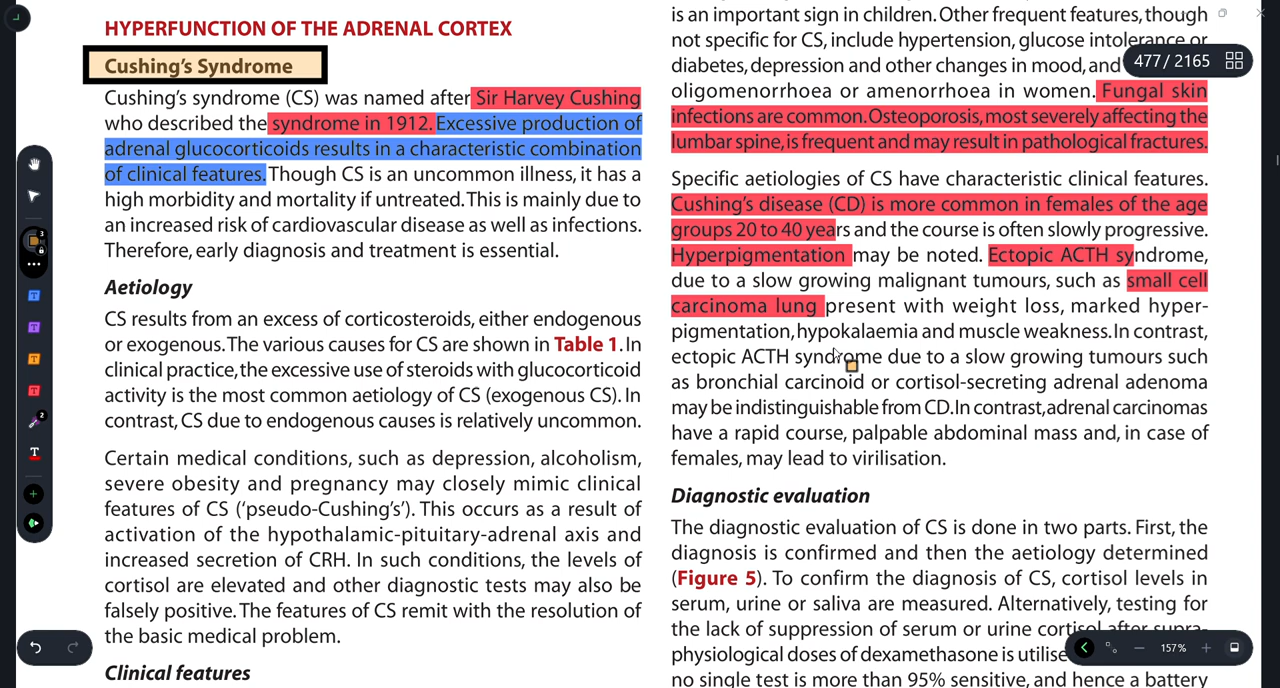 HYPERFUNCTION OF THE ADRENAL CORTEX
Cushing's Syndrome
Cushing's syndrome (CS) was named after Sir Harvey Cushing
who described the syndrome in 1912. Excessive production of
adrenal glucocorticoids results in a characteristic combination
of clinical features. Though CS is an uncommon illness, it has a
high morbidity and mortality if untreated. This is mainly due to
an increased risk of cardiovascular disease as well as infections.
Therefore, early diagnosis and treatment is essential.
Aetiology
CS results from an excess of corticosteroids, either endogenous
or exogenous. The various causes for CS are shown in Table 1. In
clinical practice, the excessive use of steroids with glucocorticoid
activity is the most common aetiology of CS (exogenous CS). In
contrast, CS due to endogenous causes is relatively uncommon.
Certain medical conditions, such as depression, alcoholism,
severe obesity and pregnancy may closely mimic clinical
features of CS ('pseudo-Cushing's'). This occurs as a result of
activation of the hypothalamic-pituitary-adrenal axis and
increased secretion of CRH. In such conditions, the levels of
cortisol are elevated and other diagnostic tests may also be
falsely positive. The features of CS remit with the resolution of
the basic medical problem.
Clinical features
is an important sign in children. Other frequent features, though
not specific for CS, include hypertension, glucose intolerance or
diabetes, depression and other changes in mood, and
oligomenorrhoea or amenorrhoea in women. Fungal skin
infections are common. Osteoporosis, most severely affecting the
lumbar spine, is frequent and may result in pathological fractures.
Specific aetiologies of CS have characteristic clinical features.
Cushing's disease (CD) is more common in females of the age
groups 20 to 40 years and the course is often slowly progressive.
Hyperpigmentation may be noted. Ectopic ACTH syndrome,
due to a slow growing malignant tumours, such as small cell
carcinoma lung present with weight loss, marked hyper-
pigmentation, hypokalaemia and muscle weakness. In contrast,
ectopic ACTH syndrome due to a slow growing tumours such
as bronchial carcinoid or cortisol-secreting adrenal adenoma
may be indistinguishable from CD. In contrast, adrenal carcinomas
have a rapid course, palpable abdominal mass and, in case of
females, may lead to virilisation.
Diagnostic evaluation
The diagnostic evaluation of CS is done in two parts. First, the
diagnosis is confirmed and then the aetiology determined
(Figure 5). To confirm the diagnosis of CS, cortisol levels in
serum, urine or saliva are measured. Alternatively, testing for
the lack of suppression of serum or urine cortisol after supra-
physiological doses of dexamethasone is utilise
no single test is more than 95% sensitive, and hence a battery
477 / 2165
3
T
T
T
T
2
T
157%